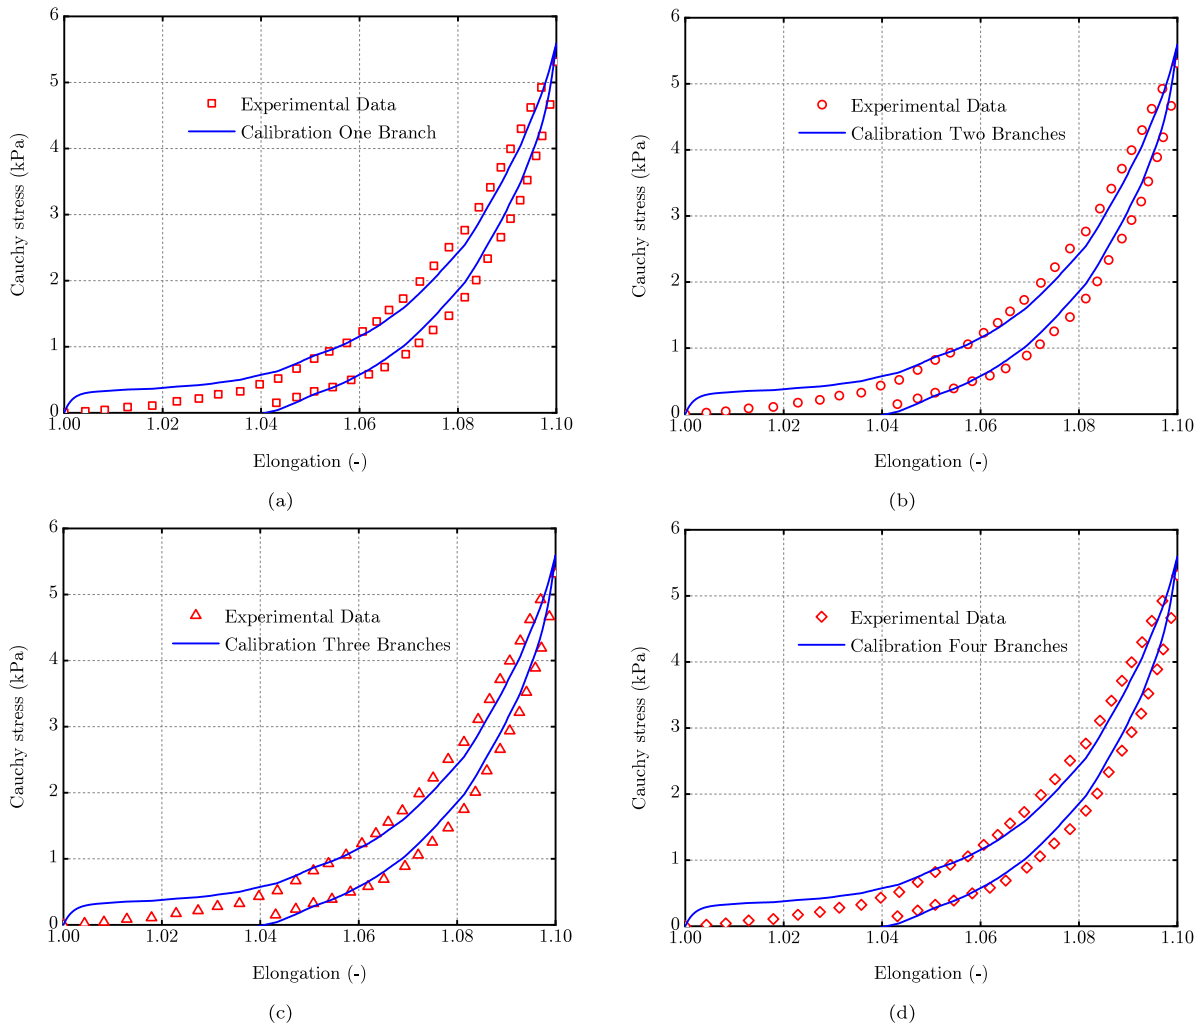 6
5
4
3
2
1
0
Cauchy stress (kPa)
Experimental Data
Calibration One Branch
1.00
1.02
1.04
1.06
1.08
1.10
Elongation (-)
(a)
6
5
4
3
2
1
0
Cauchy stress (kPa)
Experimental Data
Calibration Two Branches
1.00
1.02
1.04
1.06
1.08
1.10
Elongation (-)
(b)
6
5
4
3
2
1
0
Cauchy stress (kPa)
Experimental Data
Calibration Three Branches
1.00
1.02
1.04
1.06
1.08
1.10
Elongation (-)
(c)
6
5
4
3
2
1
0
Cauchy stress (kPa)
Experimental Data
Calibration Four Branches
1.00
1.02
1.04
1.06
1.08
1.10
Elongation (-)
(d)